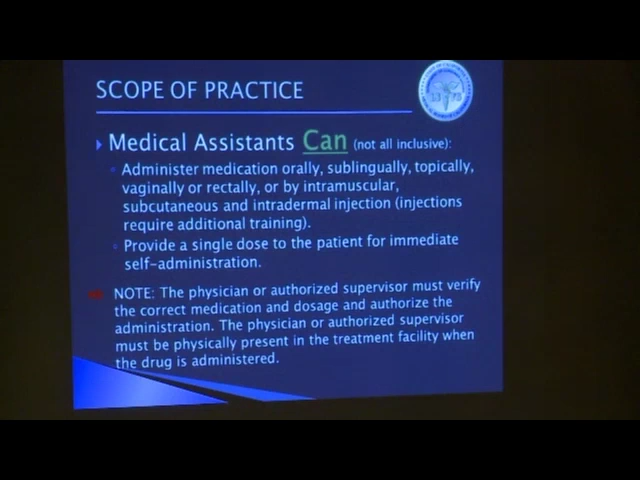 SCOPE OF PRACTICE
Medical Assistants Can (not all inclusive):
Administer medication orally, sublingually, topically,
vaginally or rectally, or by intramuscular,
subcutaneous and intradermal injection (injections
require additional training).
Provide a single dose to the patient for immediate
self-administration.
NOTE: The physician or authorized supervisor must verify
the correct medication and dosage and authorize the
administration. The physician or authorized supervisor
must be physically present in the treatment facility when
the drug is administered.